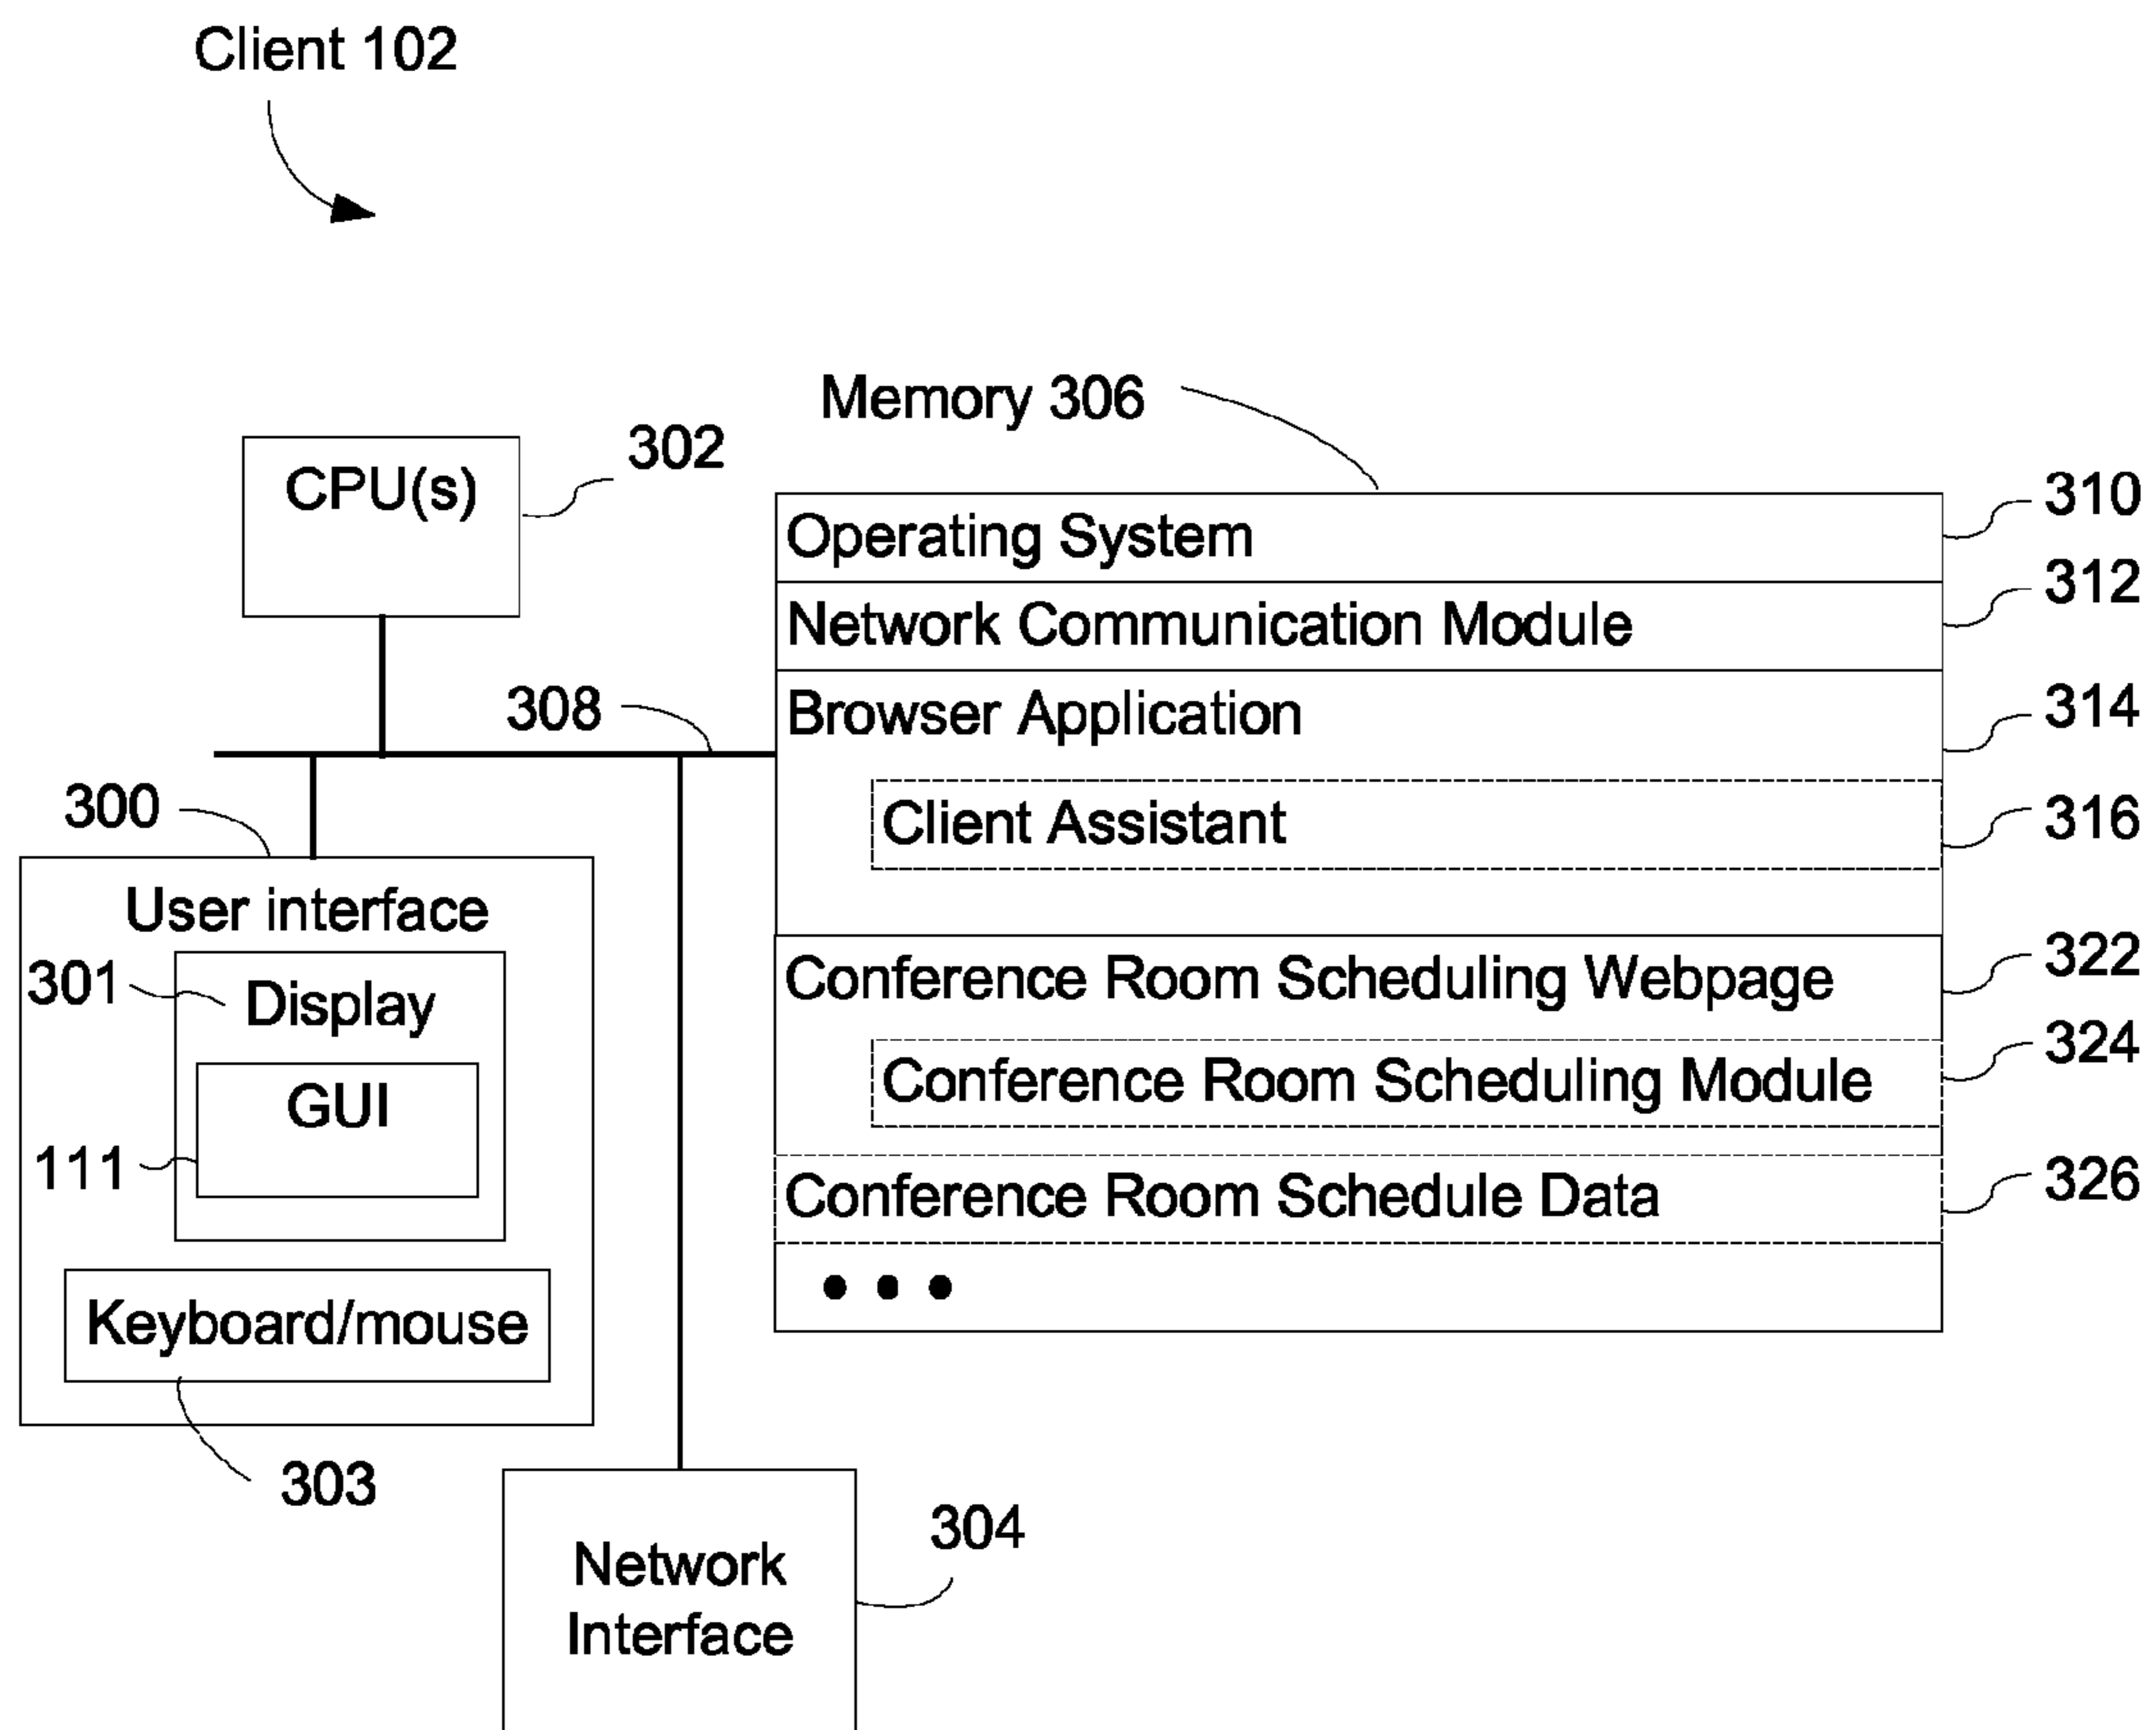 Client 102
Memory 306
CPU(s)
302
Operating System
310
Network Communication Module
312
Browser Application
314
Client Assistant
316
Conference Room Scheduling Webpage
322
Conference Room Scheduling Module
324
Conference Room Schedule Data
326
• • •
308
300
User interface
301
Display
GUI
111
Keyboard/mouse
303
Network
Interface
304